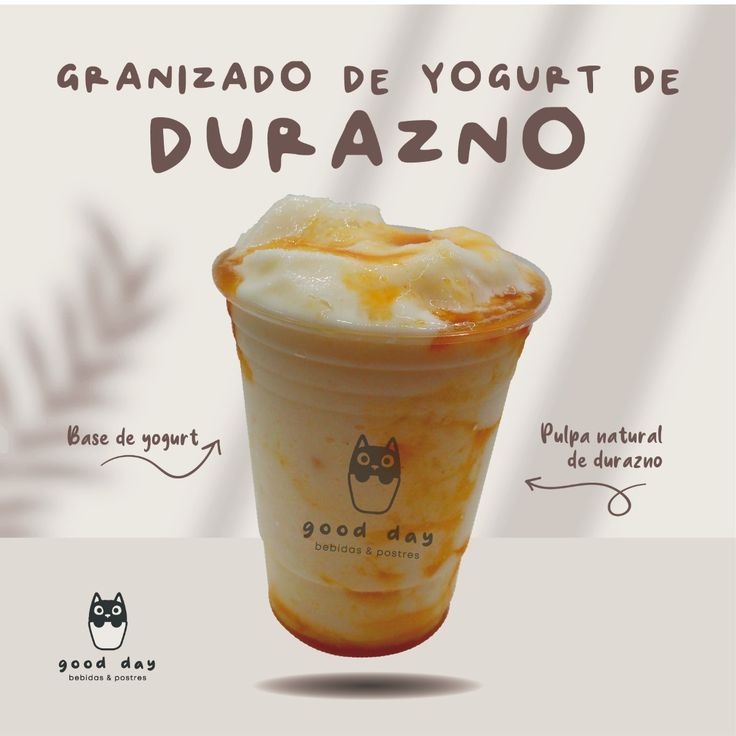 GRANIZADO DE YOGURT DE
DURAZNO
Base de yogurt
Pulpa natural
de durazno
good day
bebidas & postres
good day
bebidas & postres